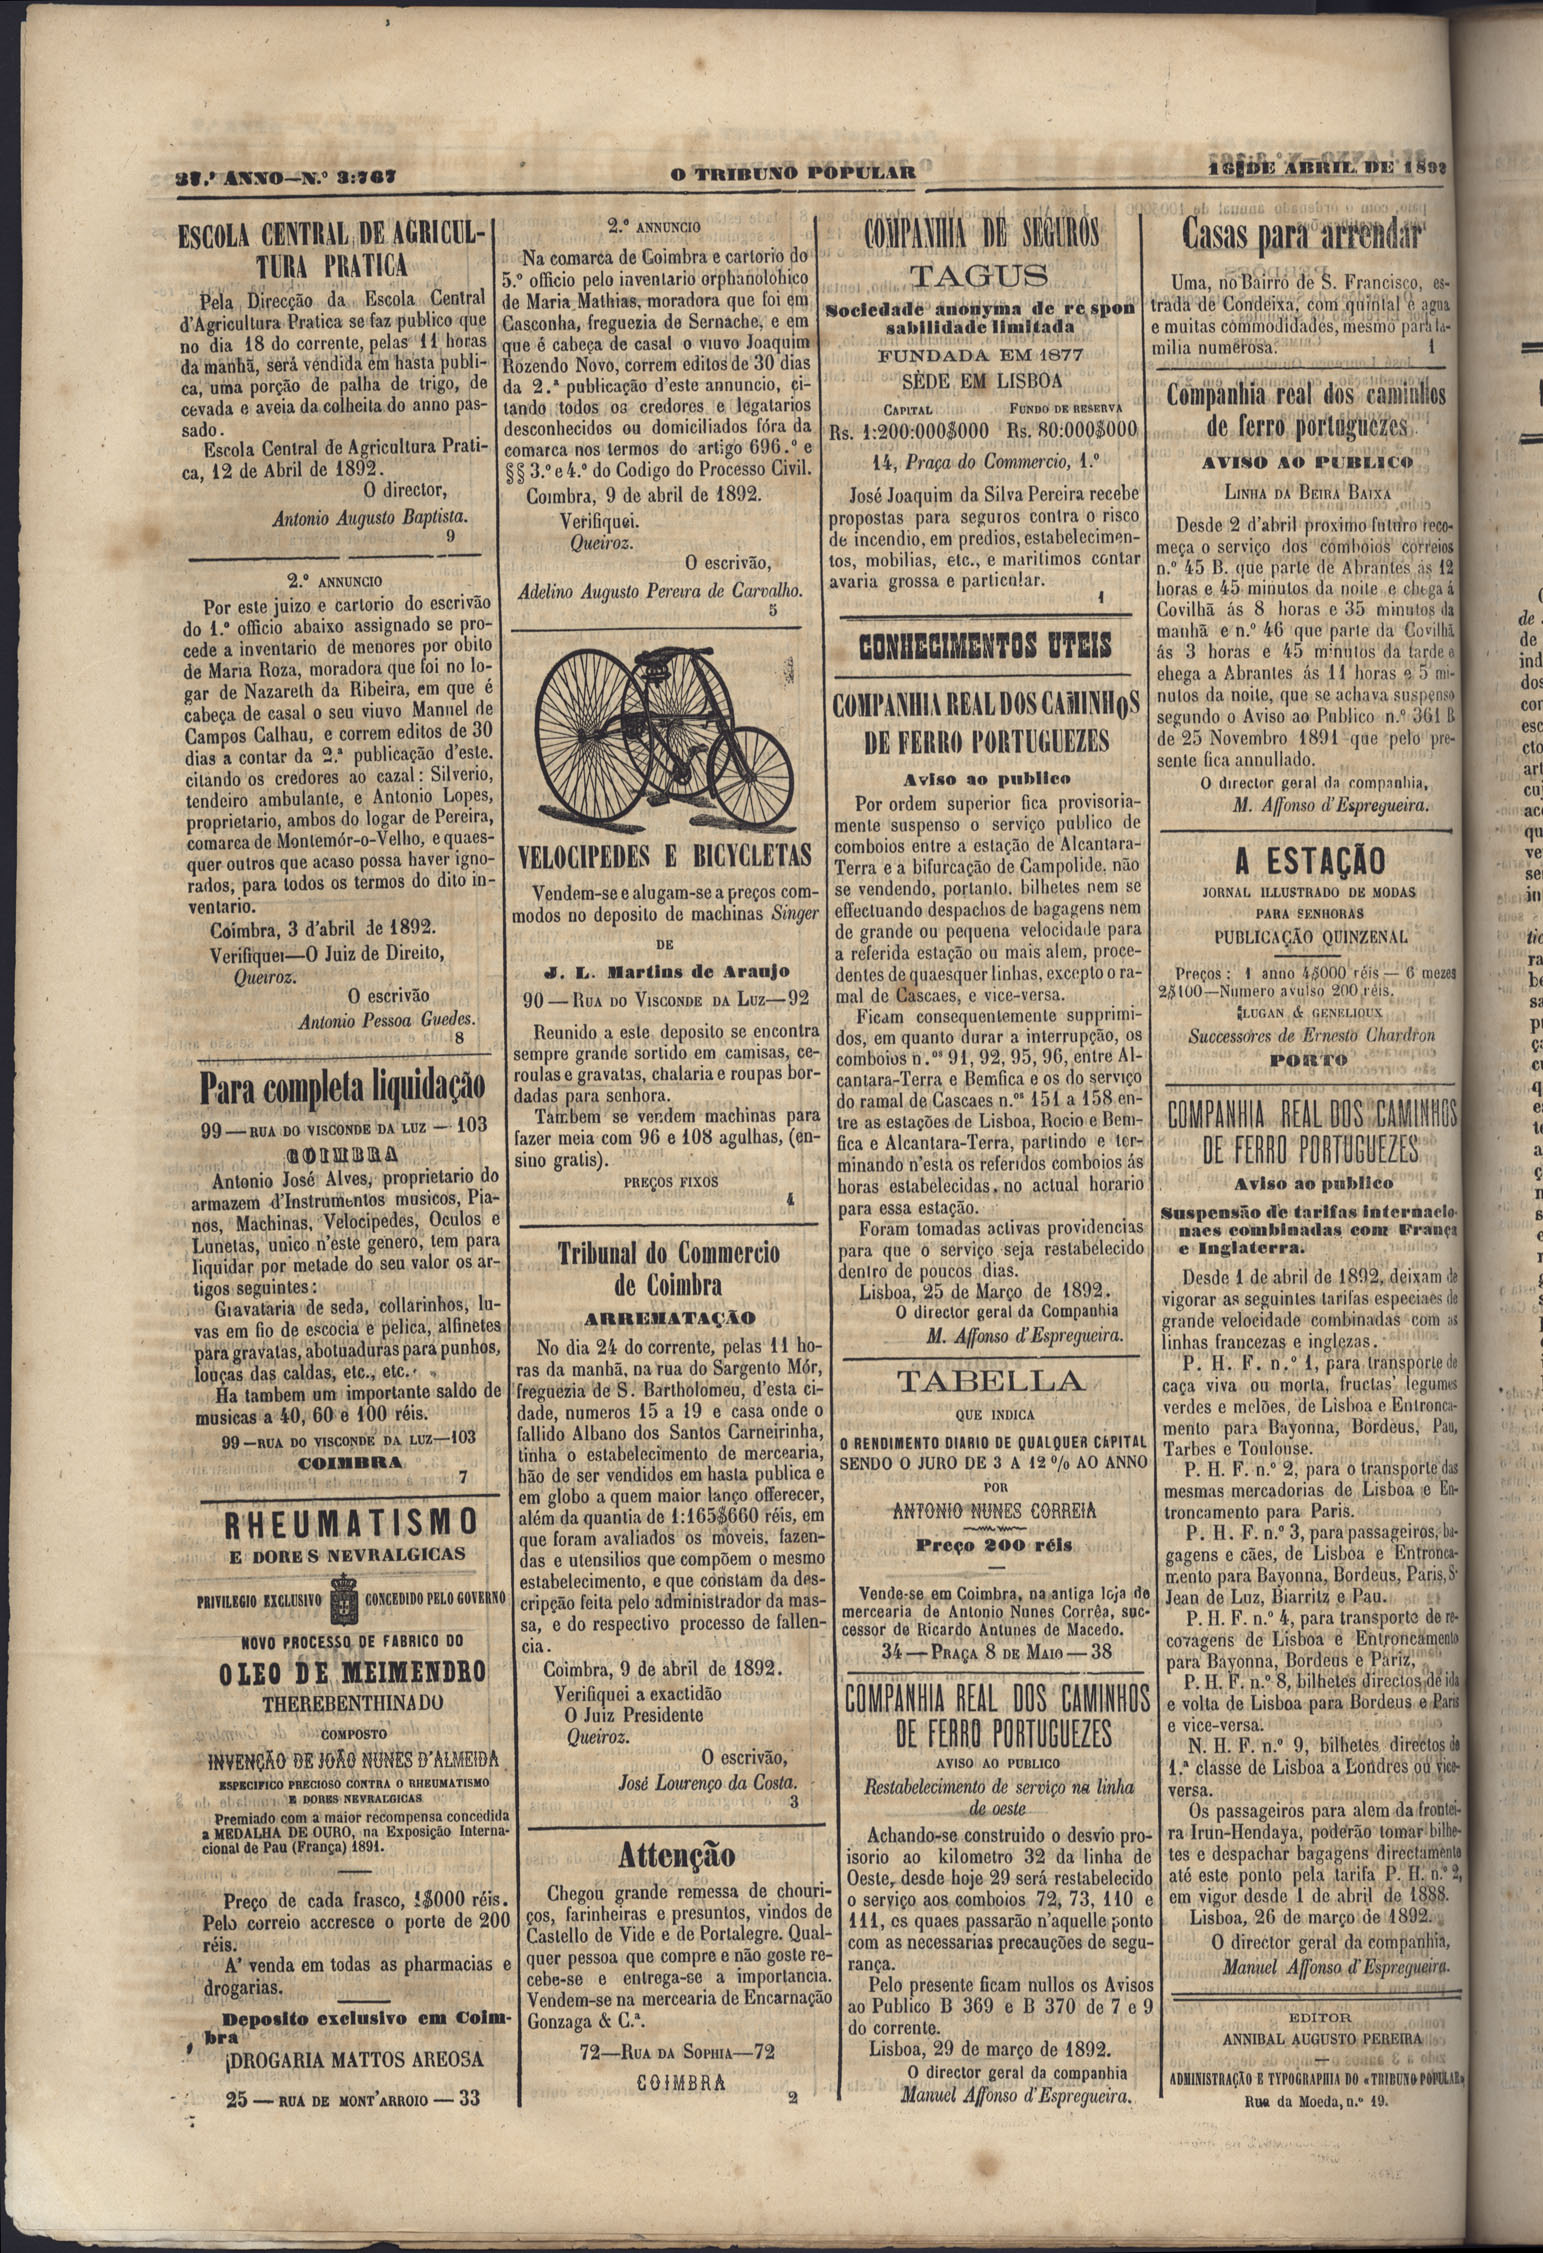 37.º ANNO—N.º 3:767
O TRIBUNO POPULAR
16 DE ABRIL DE 1892
ESCOLA CENTRAL DE AGRICUL-
TURA PRATICA
Pela Direcção da Escola Central
d'Agricultura Pratica se faz publico que
no dia 18 do corrente, pelas 11 horas
da manhã, será vendida em hasta publi-
ca, uma porção de palha de trigo, de
cevada e aveia da colheita do anno pas-
sado.
Escola Central de Agricultura Prati-
ca, 12 de Abril de 1892.
O director,
Antonio Augusto Baptista.
9
2.º ANNUNCIO
Por este juizo e cartorio do escrivão
do 1.º officio abaixo assignado se pro-
cede a inventario de menores por obito
de Maria Roza, moradora que foi no lo-
gar de Nazareth da Ribeira, em que é
cabeça de casal o seu viuvo Manuel de
Campos Calhau, e correm editos de 30
dias a contar da 2.ª publicação d'este,
citando os credores ao cazal: Silverio,
tendeiro ambulante, e Antonio Lopes,
proprietario, ambos do logar de Pereira,
comarca de Montemór-o-Velho, e quaes-
quer outros que acaso possa haver igno-
rados, para todos os termos do dito in-
ventario.
Coimbra, 3 d'abril de 1892.
Verifiquei—O Juiz de Direito,
Queiroz.
O escrivão
Antonio Pessoa Guedes.
8
Para completa liquidação
99—RUA DO VISCONDE DA LUZ—103
COIMBRA
Antonio José Alves, proprietario do
armazem d'Instrumentos musicos, Pia-
nos, Machinas, Velocipedes, Oculos e
Lunetas, unico n'este genero, tem para
liquidar por metade do seu valor os ar-
tigos seguintes:
Gravataria de seda, collarinhos, lu-
vas em fio de escocia e pelica, alfinetes
para gravatas, abotuaduras para punhos,
louças das caldas, etc., etc.
Ha tambem um importante saldo de
musicas a 40, 60 e 100 réis.
99—RUA DO VISCONDE DA LUZ—103
COIMBRA
7
RHEUMATISMO
E DORES NEVRALGICAS
PRIVILEGIO EXCLUSIVO CONCEDIDO PELO GOVERNO
NOVO PROCESSO DE FABRICO DO
OLEO DE MEIMENDRO
THEREBENTHINADO
COMPOSTO
INVENÇÃO DE JOÃO NUNES D'ALMEIDA
ESPECIFICO PRECIOSO CONTRA O RHEUMATISMO
E DORES NEVRALGICAS
Premiado com a maior recompensa concedida
a MEDALHA DE OURO, na Exposição Interna-
cional de Pau (França) 1891.
Preço de cada frasco, 1$000 réis.
Pelo correio accresce o porte de 200
réis.
A' venda em todas as pharmacias e
drogarias.
Deposito exclusivo em Coim-
bra
DROGARIA MATTOS AREOSA
25 — RUA DE MONT'ARROIO — 33
2.º ANNUNCIO
Na comarca de Coimbra e cartorio do
5.º officio pelo inventario orphanolohico
de Maria Mathias, moradora que foi em
Casconha, freguezia de Sernache, e em
que é cabeça de casal o viuvo Joaquim
Rozendo Novo, correm editos de 30 dias
da 2.ª publicação d'este annuncio, ci-
tando todos os credores e legatarios
desconhecidos ou domiciliados fóra da
comarca nos termos do artigo 696.º e
§§ 3.º e 4.º do Codigo do Processo Civil.
Coimbra, 9 de abril de 1892.
Verifiquei.
Queiroz.
O escrivão,
Adelino Augusto Pereira de Carvalho.
5
VELOCIPEDES E BICYCLETAS
Vendem-se e alugam-se a preços com-
modos no deposito de machinas Singer
DE
J. L. Martins de Araujo
90—RUA DO VISCONDE DA LUZ—92
Reunido a este deposito se encontra
sempre grande sortido em camisas, ce-
roulas e gravatas, chalaria e roupas bor-
dadas para senhora.
Tambem se vendem machinas para
fazer meia com 96 e 108 agulhas, (en-
sino gratis).
PREÇOS FIXOS
4
Tribunal do Commercio
de Coimbra
ARREMATAÇÃO
No dia 24 do corrente, pelas 11 ho-
ras da manhã, na rua do Sargento Mór,
freguezia de S. Bartholomeu, d'esta ci-
dade, numeros 15 a 19 e casa onde o
fallido Albano dos Santos Carneirinha,
tinha o estabelecimento de mercearia,
hão de ser vendidos em hasta publica e
em globo a quem maior lanço offerecer,
além da quantia de 1:165$660 réis, em
que foram avaliados os moveis, fazen-
das e utensilios que compõem o mesmo
estabelecimento, e que constam da des-
cripção feita pelo administrador da mas-
sa, e do respectivo processo de fallen-
cia.
Coimbra, 9 de abril de 1892.
Verifiquei a exactidão
O Juiz Presidente
Queiroz.
O escrivão,
José Lourenço da Costa.
3
Attenção
Chegou grande remessa de chouri-
ços, farinheiras e presuntos, vindos de
Castello de Vide e de Portalegre. Qual-
quer pessoa que compre e não goste re-
cebe-se e entrega-se a importancia.
Vendem-se na mercearia de Encarnação
Gonzaga & C.ª.
72—RUA DA SOPHIA—72
COIMBRA
2
COMPANHIA DE SEGUROS
TAGUS
Sociedade anonyma de respon
sabilidade limitada
FUNDADA EM 1877
SÉDE EM LISBOA
CAPITAL FUNDO DE RESERVA
Rs. 1:200:000$000 Rs. 80:000$000
14, Praça do Commercio, 1.º
José Joaquim da Silva Pereira recebe
propostas para seguros contra o risco
de incendio, em predios, estabelecimen-
tos, mobilias, etc., e maritimos contar
avaria grossa e particular.
1
CONHECIMENTOS UTEIS
COMPANHIA REAL DOS CAMINHOS
DE FERRO PORTUGUEZES
Aviso ao publico
Por ordem superior fica provisoria-
mente suspenso o serviço publico de
comboios entre a estação de Alcantara-
Terra e a bifurcação de Campolide, não
se vendendo, portanto, bilhetes nem se
effectuando despachos de bagagens nem
de grande ou pequena velocidade para
a referida estação ou mais alem, proce-
dentes de quaesquer linhas, excepto o ra-
mal de Cascaes, e vice-versa.
Ficam consequentemente supprimi-
dos, em quanto durar a interrupção, os
comboios n.os 91, 92, 95, 96, entre Al-
cantara-Terra e Bemfica e os do serviço
do ramal de Cascaes n.os 151 a 158 en-
tre as estações de Lisboa, Rocio e Bem-
fica e Alcantara-Terra, partindo e ter-
minando n'esta os referidos comboios ás
horas estabelecidas, no actual horario
para essa estação.
Foram tomadas activas providencias
para que o serviço seja restabelecido
dentro de poucos dias.
Lisboa, 25 de Março de 1892.
O director geral da Companhia
M. Affonso d'Espregueira.
TABELLA
QUE INDICA
O RENDIMENTO DIARIO DE QUALQUER CAPITAL
SENDO O JURO DE 3 A 12 % AO ANNO
POR
ANTONIO NUNES CORREIA
Preço 200 réis
Vende-se em Coimbra, na antiga loja de
mercearia de Antonio Nunes Corrêa, suc-
cessor de Ricardo Antunes de Macedo.
34—PRAÇA 8 DE MAIO—38
COMPANHIA REAL DOS CAMINHOS
DE FERRO PORTUGUEZES
AVISO AO PUBLICO
Restabelecimento de serviço na linha
de oeste
Achando-se construido o desvio pro-
isorio ao kilometro 32 da linha de
Oeste, desde hoje 29 será restabelecido
o serviço aos comboios 72, 73, 110 e
111, os quaes passarão n'aquelle ponto
com as necessarias precauções de segu-
rança.
Pelo presente ficam nullos os Avisos
ao Publico B 369 e B 370 de 7 e 9
do corrente.
Lisboa, 29 de março de 1892.
O director geral da companhia
Manuel Affonso d'Espregueira.
Casas para arrendar
Uma, no Bairro de S. Francisco, es-
trada de Condeixa, com quintal e agua
e muitas commodidades, mesmo para fa-
milia numerosa.
1
Companhia real dos caminhos
de ferro portuguezes
AVISO AO PUBLICO
LINHA DA BEIRA BAIXA
Desde 2 d'abril proximo futuro reco-
meça o serviço dos comboios correios
n.º 45 B. que parte de Abrantes ás 12
horas e 45 minutos da noite e chega á
Covilhã ás 8 horas e 35 minutos da
manhã e n.º 46 que parte da Covilhã
ás 3 horas e 45 minutos da tarde e
chega a Abrantes ás 11 horas e 5 mi-
nutos da noite, que se achava suspenso
segundo o Aviso ao Publico n.º 361 B
de 25 Novembro 1891 que pelo pre-
sente fica annullado.
O director geral da companhia,
M. Affonso d'Espregueira.
A ESTAÇÃO
JORNAL ILLUSTRADO DE MODAS
PARA SENHORAS
PUBLICAÇÃO QUINZENAL
Preços: 1 anno 4$000 réis — 6 mezes
2$100—Numero avulso 200 réis.
LUGAN & GENELIOUX
Successores de Ernesto Chardron
PORTO
COMPANHIA REAL DOS CAMINHOS
DE FERRO PORTUGUEZES
Aviso ao publico
Suspensão de tarifas internacio-
naes combinadas com França
e Inglaterra.
Desde 1 de abril de 1892, deixam de
vigorar as seguintes tarifas especiaes de
grande velocidade combinadas com as
linhas francezas e inglezas.
P. H. F. n.º 1, para transporte de
caça viva ou morta, fructas, legumes
verdes e melões, de Lisboa e Entronca-
mento para Bayonna, Bordeus, Pau,
Tarbes e Toulouse.
P. H. F. n.º 2, para o transporte das
mesmas mercadorias de Lisboa e En-
troncamento para Paris.
P. H. F. n.º 3, para passageiros, ba-
gagens e cães, de Lisboa e Entronca-
mento para Bayonna, Bordeus, Paris, S.
Jean de Luz, Biarritz e Pau.
P. H. F. n.º 4, para transporte de re-
covagens de Lisboa e Entroncamento
para Bayonna, Bordeus e Pariz,
P. H. F. n.º 8, bilhetes directos de ida
e volta de Lisboa para Bordeus e Paris
e vice-versa.
N. H. F. n.º 9, bilhetes directos de
1.ª classe de Lisboa a Londres ou vice-
versa.
Os passageiros para alem da frontei-
ra Irun-Hendaya, poderão tomar bilhe-
tes e despachar bagagens directamente
até este ponto pela tarifa P. H. n.º 2,
em vigor desde 1 de abril de 1888.
Lisboa, 26 de março de 1892.
O director geral da companhia,
Manuel Affonso d'Espregueira.
EDITOR
ANNIBAL AUGUSTO PEREIRA
ADMINISTRAÇÃO E TYPOGRAPHIA DO «TRIBUNO POPULAR»
Rua da Moeda, n.º 19.